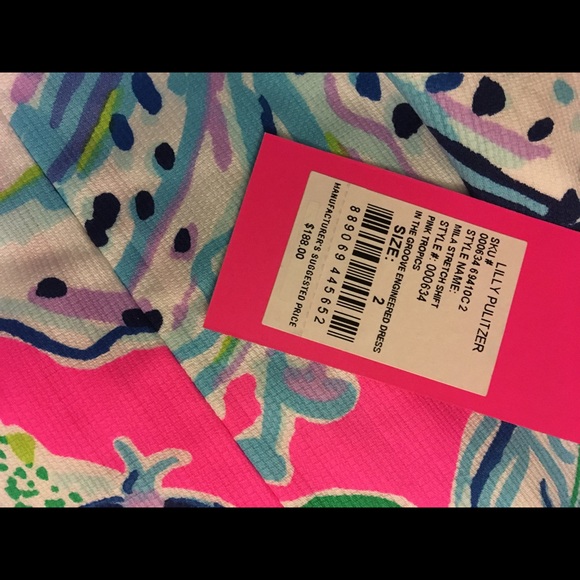 LILLY PULITZER
SKU #
000634 69410C 2
STYLE NAME:
MILA STRETCH SHIFT
STYLE #: 000634
PINK TROPICS
IN THE GROOVE ENGINEERED DRESS
SIZE: 2
889069 445652
MANUFACTURER'S SUGGESTED PRICE
$188.00